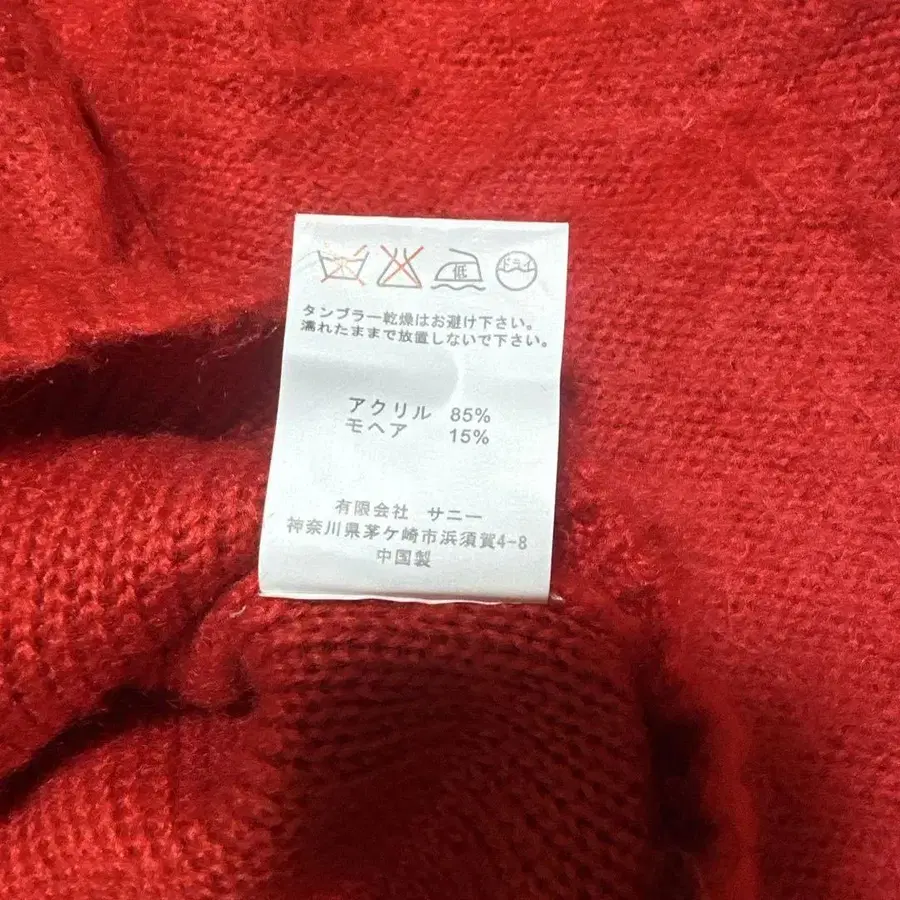 低 ドライ
タンブラー乾燥はお避け下さい。
濡れたままで放置しないで下さい。
アクリル 85%
モヘア 15%
有限会社 サニー
神奈川県茅ケ崎市浜須賀4-8
中国製